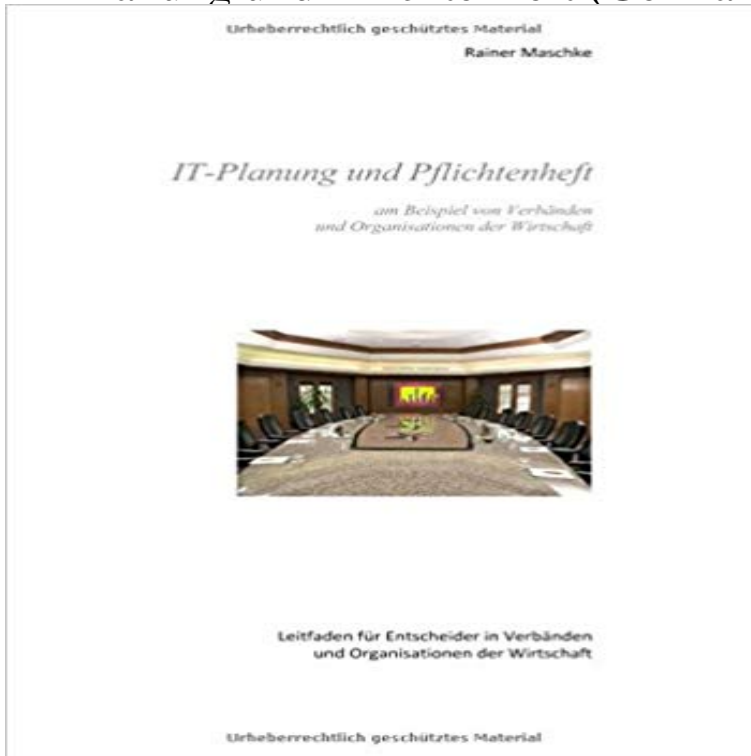 Urheberrechtlich geschütztes Material
Rainer Maschke
IT-Planung und Pflichtenheft
am Beispiel von Verbänden
und Organisationen der Wirtschaft
Leitfaden für Entscheider in Verbänden
und Organisationen der Wirtschaft
Urheberrechtlich geschütztes Material